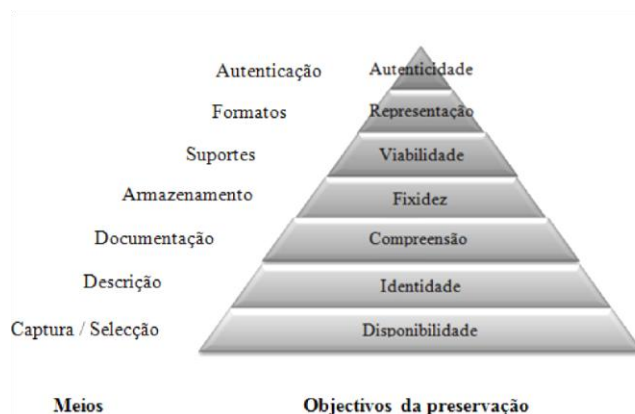 Autenticação Autenticidade
Formatos Representação
Suportes Viabilidade
Armazenamento Fixidez
Documentação Compreensão
Descrição Identidade
Captura / Selecção Disponibilidade
Meios Objectivos da preservação